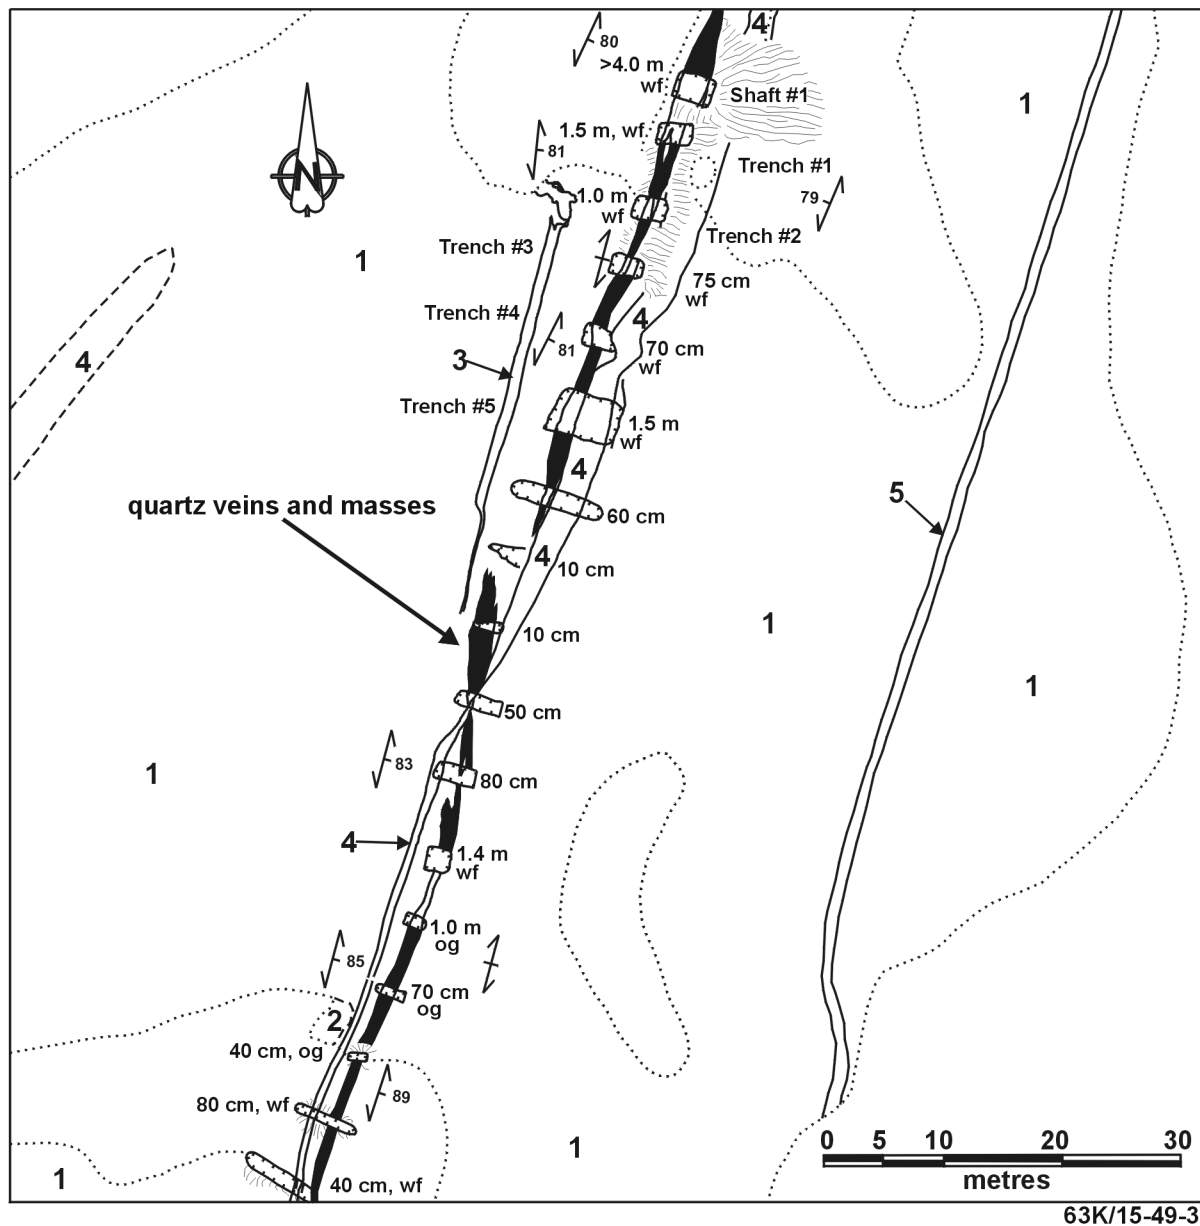 4
80
>4.0 m
wf
Shaft #1
1
1.5 m, wf
81
Trench #1
N
1.0 m
wf
79
Trench #2
Trench #3
1
75 cm
wf
Trench #4
4
81
70 cm
wf
3
4
Trench #5
1.5 m
wf
4
5
quartz veins and masses
60 cm
4
10 cm
1
10 cm
1
50 cm
83
1
80 cm
4
1.4 m
wf
1.0 m
og
85
70 cm
og
2
40 cm, og
89
80 cm, wf
1
0 5 10 20 30
metres
1
40 cm, wf
63K/15-49-3